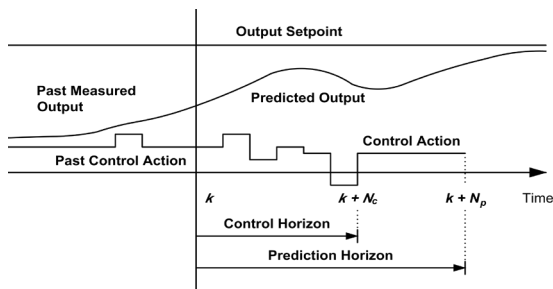 Output Setpoint
Past Measured
Output
Predicted Output
Control Action
Past Control Action
k
k + Nc
k + Np
Time
Control Horizon
Prediction Horizon